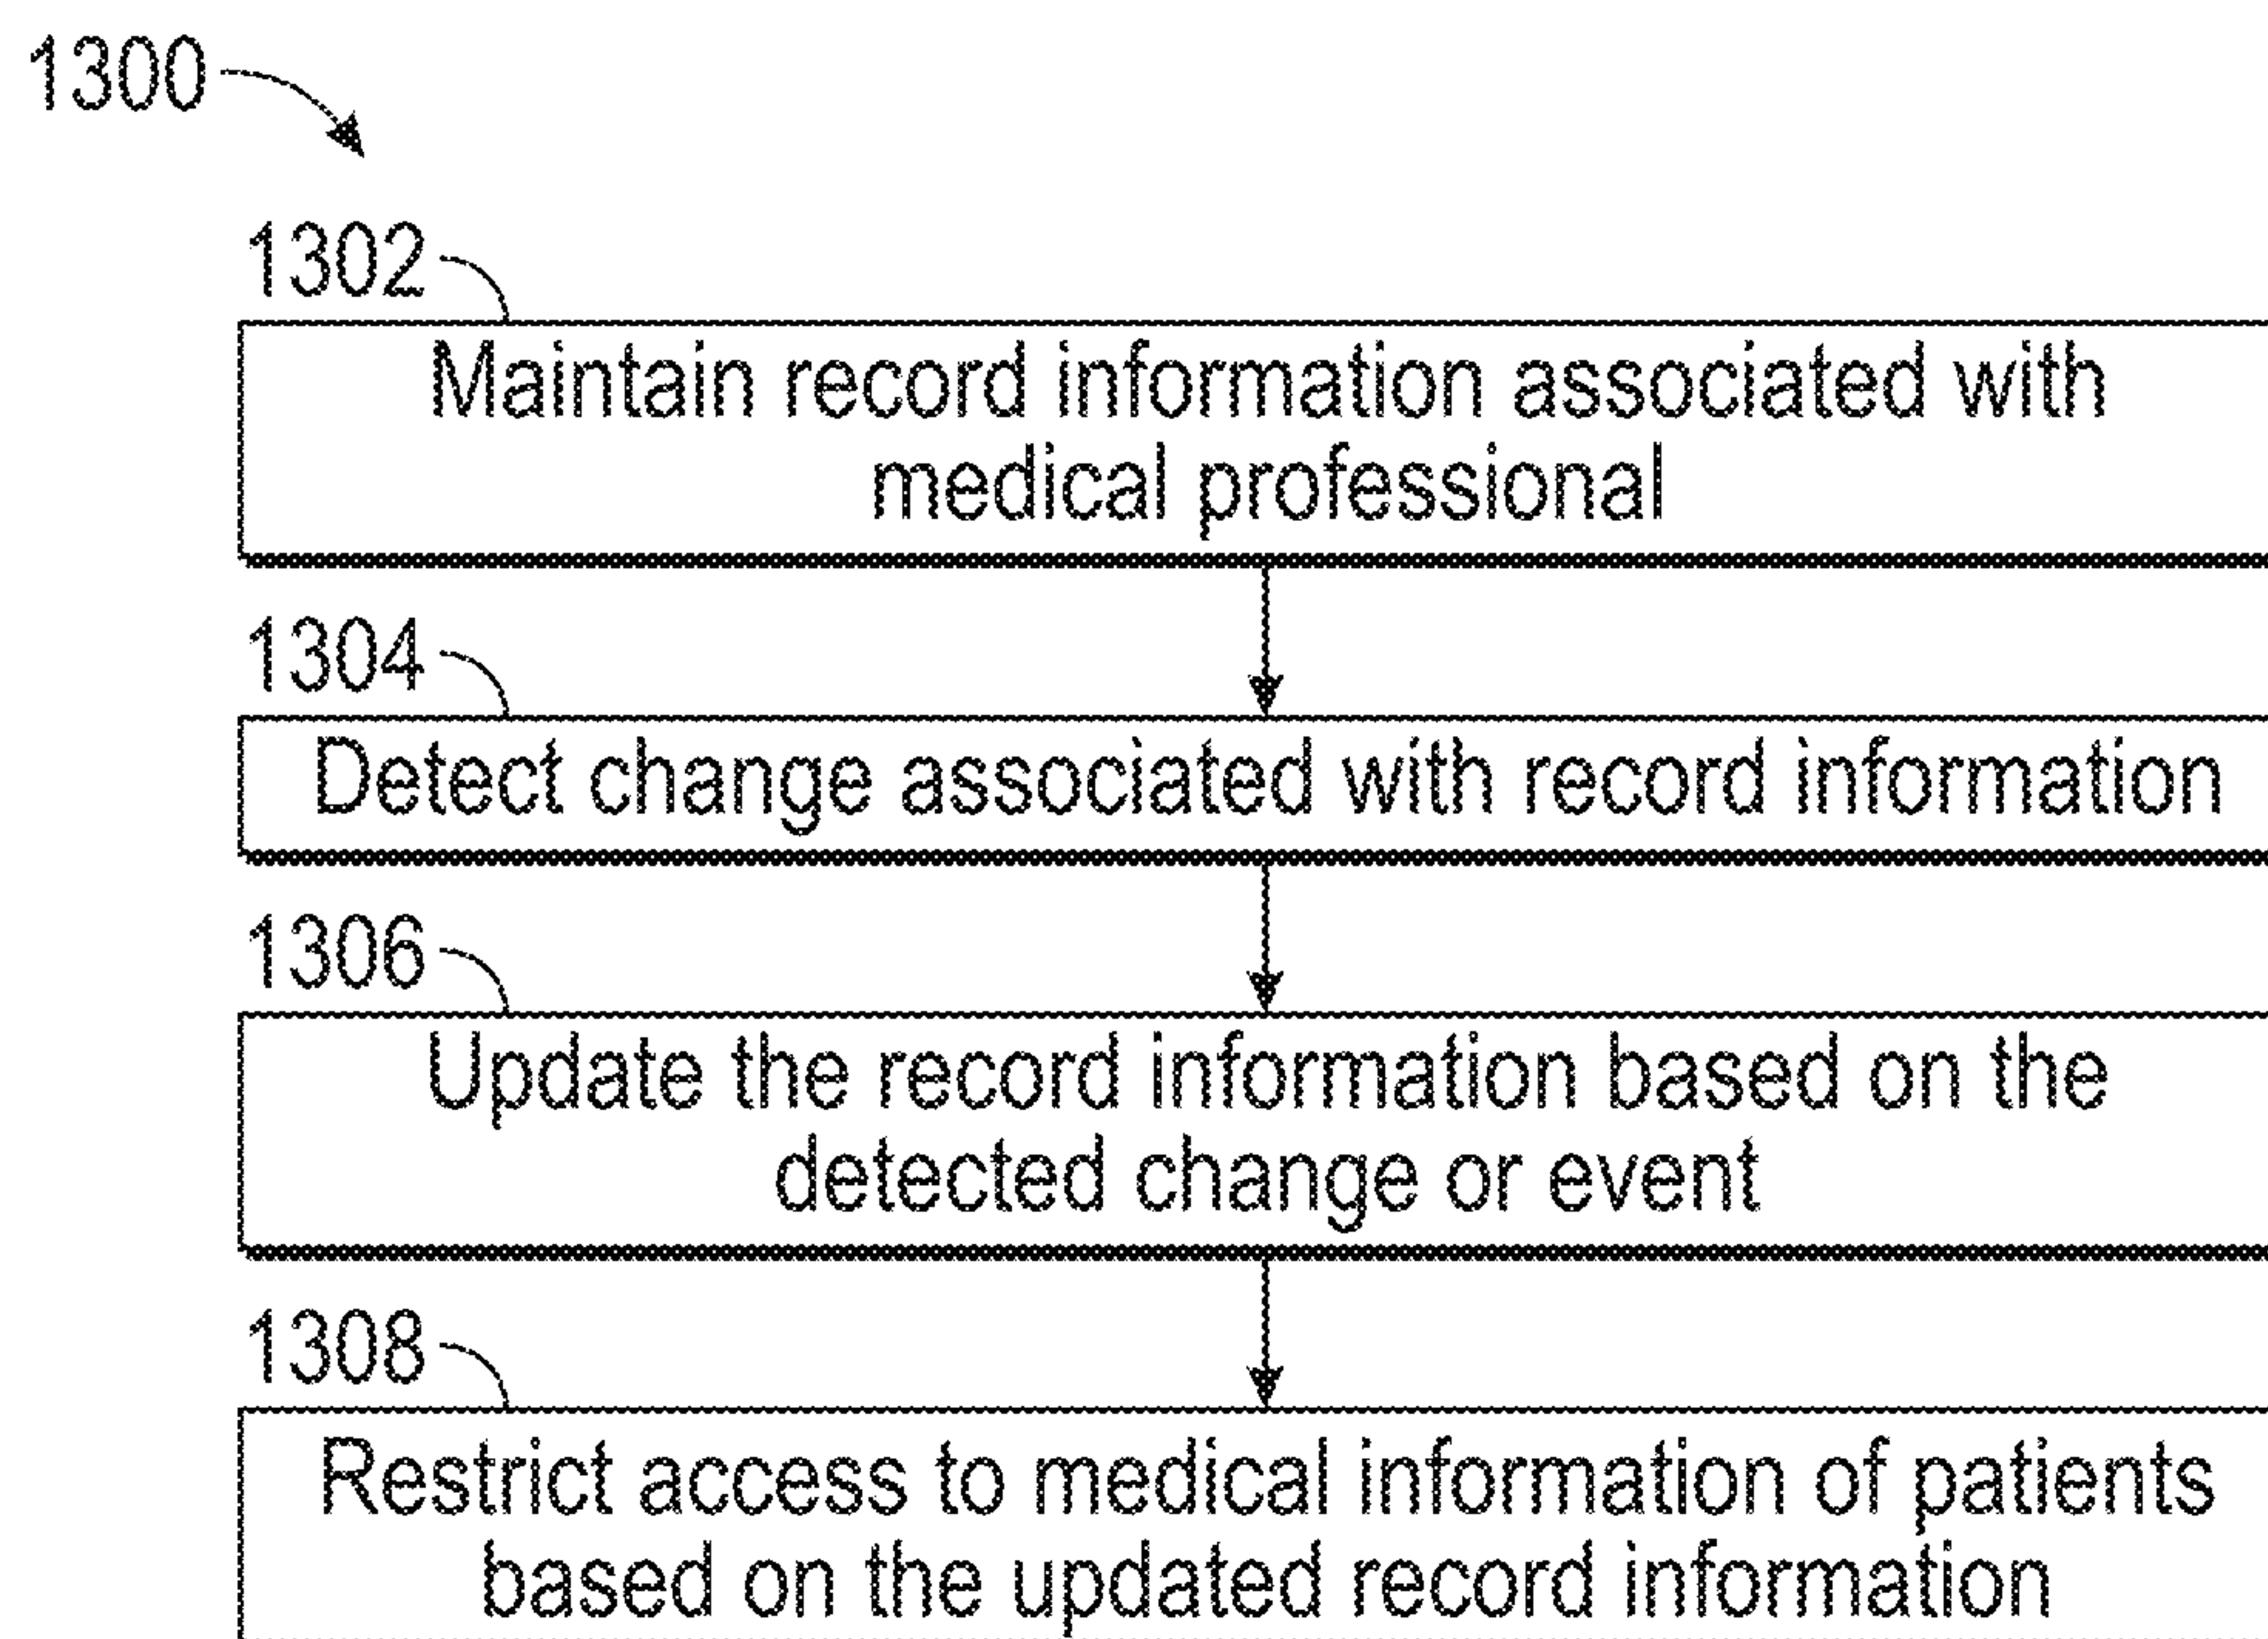 1300
1302
Maintain record information associated with
medical professional
1304
Detect change associated with record information
1306
Update the record information based on the
detected change or event
1308
Restrict access to medical information of patients
based on the updated record information